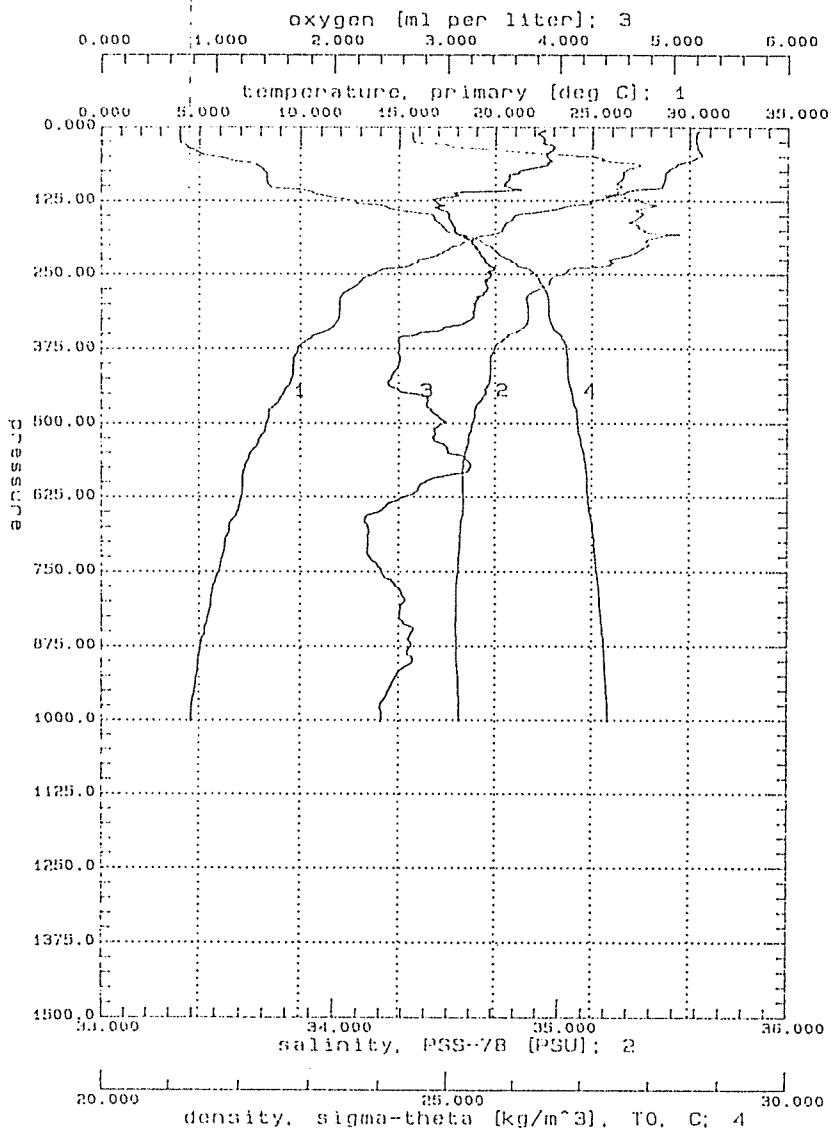 oxygen [ml per liter]; 3
0.000 1.000 2.000 3.000 4.000 5.000 6.000
temperature, primary [deg C]; 1
0.000 5.000 10.000 15.000 20.000 25.000 30.000 35.000
0.000
125.00
250.00
375.00
1 3 2 4
500.00
pressure
625.00
750.00
875.00
1000.0
1125.0
1250.0
1375.0
1500.0
33.000 34.000 35.000 36.000
salinity, PSS-78 [PSU]; 2
20.000 25.000 30.000
density, sigma-theta [kg/m^3], T0, C; 4